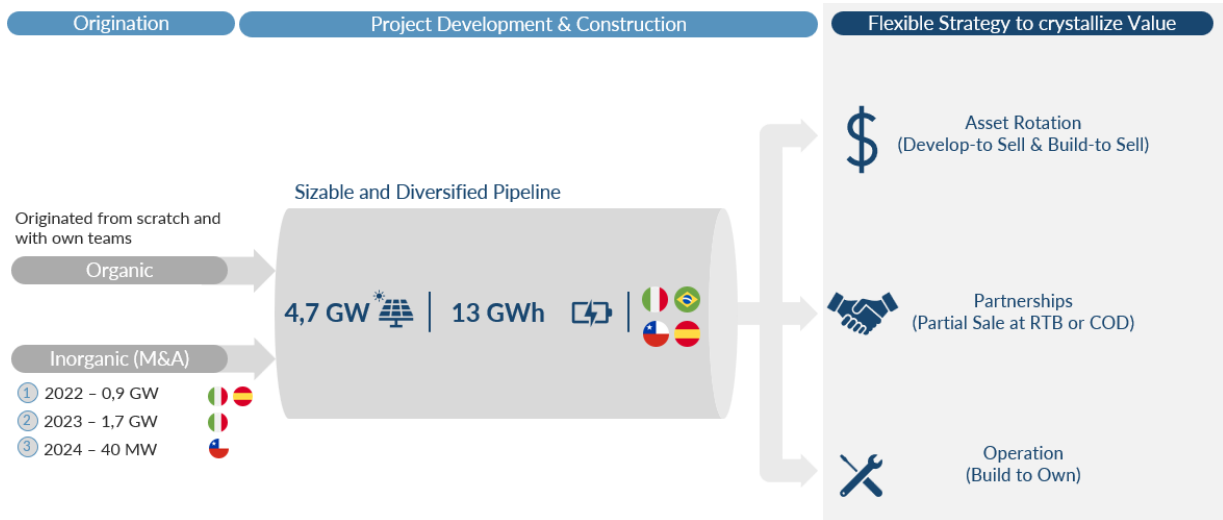 Origination
Project Development & Construction
Flexible Strategy to crystallize Value
Originated from scratch and
with own teams
Organic
Inorganic (M&A)
1 2022 – 0,9 GW
2 2023 – 1,7 GW
3 2024 – 40 MW
Sizable and Diversified Pipeline
4,7 GW
13 GWh
$
Asset Rotation
(Develop-to Sell & Build-to Sell)
Partnerships
(Partial Sale at RTB or COD)
Operation
(Build to Own)